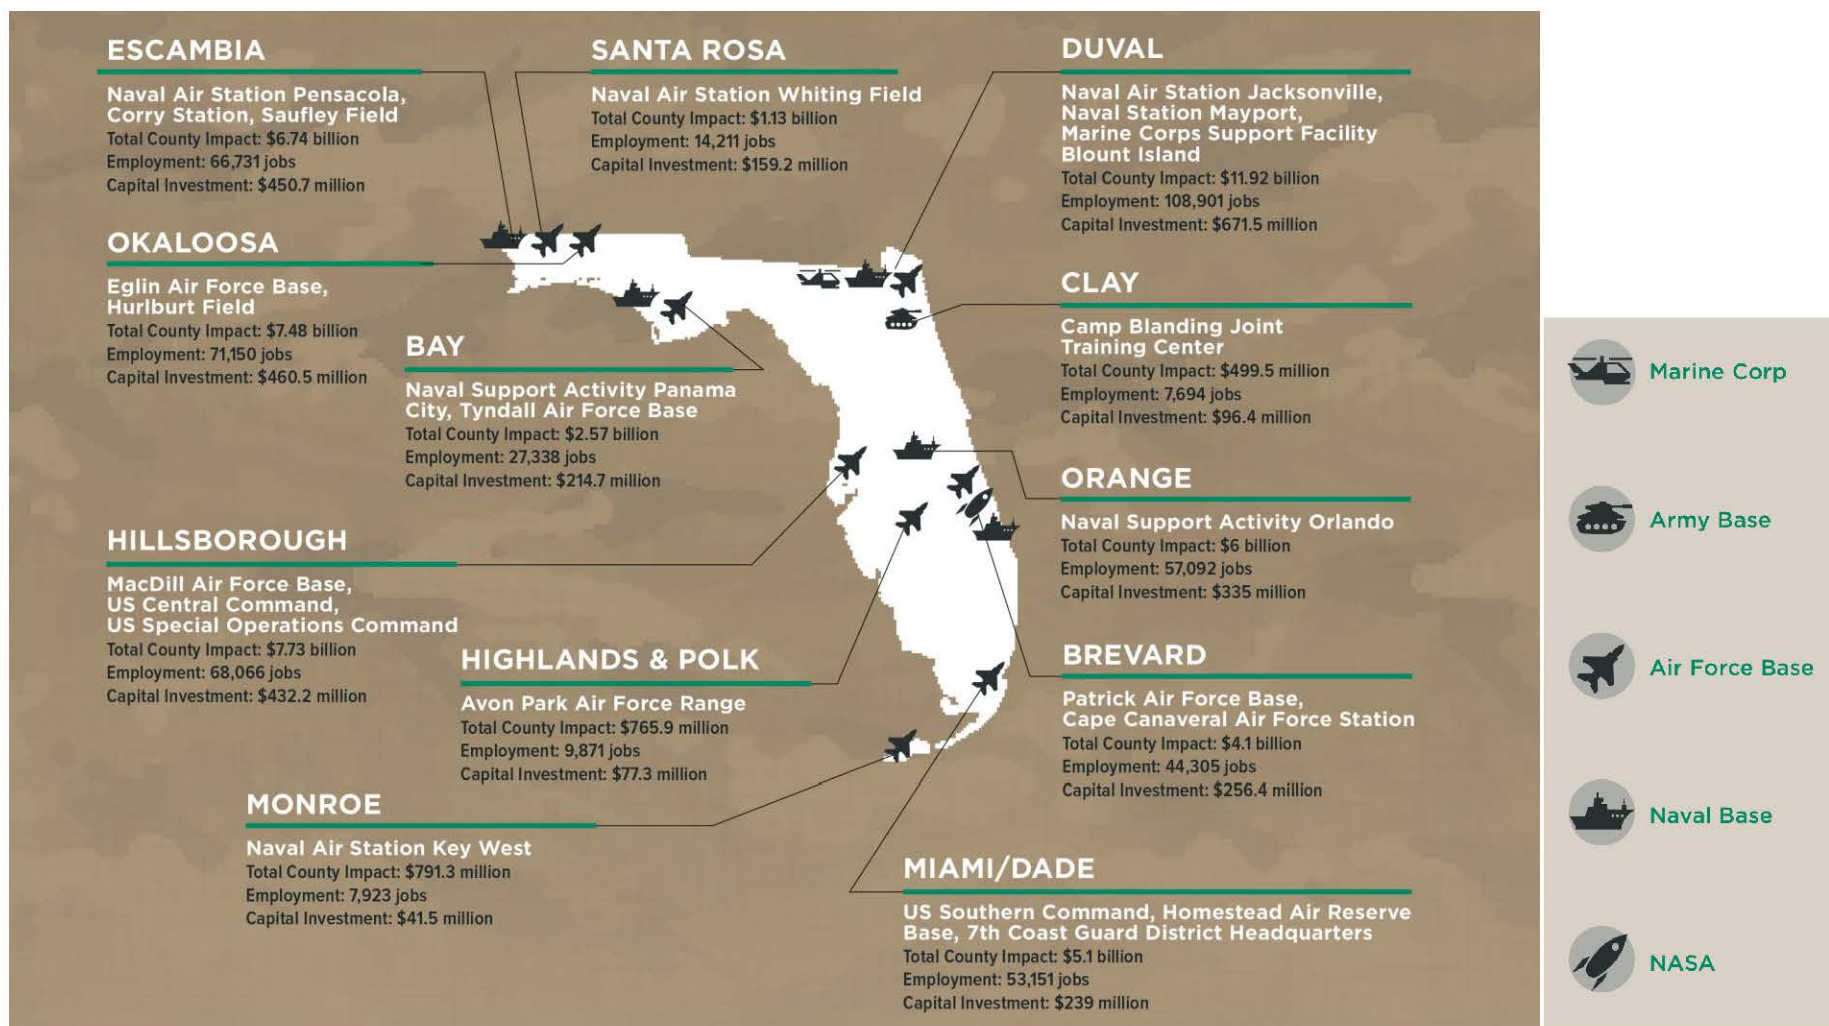 ESCAMBIA
Naval Air Station Pensacola,
Corry Station, Saufley Field
Total County Impact: $6.74 billion
Employment: 66,731 jobs
Capital Investment: $450.7 million
SANTA ROSA
Naval Air Station Whiting Field
Total County Impact: $1.13 billion
Employment: 14,211 jobs
Capital Investment: $159.2 million
DUVAL
Naval Air Station Jacksonville,
Naval Station Mayport,
Marine Corps Support Facility
Blount Island
Total County Impact: $11.92 billion
Employment: 108,901 jobs
Capital Investment: $671.5 million
OKALOOSA
Eglin Air Force Base,
Hurlburt Field
Total County Impact: $7.48 billion
Employment: 71,150 jobs
Capital Investment: $460.5 million
CLAY
Camp Blanding Joint
Training Center
Total County Impact: $499.5 million
Employment: 7,694 jobs
Capital Investment: $96.4 million
BAY
Naval Support Activity Panama
City, Tyndall Air Force Base
Total County Impact: $2.57 billion
Employment: 27,338 jobs
Capital Investment: $214.7 million
ORANGE
Naval Support Activity Orlando
Total County Impact: $6 billion
Employment: 57,092 jobs
Capital Investment: $335 million
HILLSBOROUGH
MacDill Air Force Base,
US Central Command,
US Special Operations Command
Total County Impact: $7.73 billion
Employment: 68,066 jobs
Capital Investment: $432.2 million
HIGHLANDS & POLK
Avon Park Air Force Range
Total County Impact: $765.9 million
Employment: 9,871 jobs
Capital Investment: $77.3 million
BREVARD
Patrick Air Force Base,
Cape Canaveral Air Force Station
Total County Impact: $4.1 billion
Employment: 44,305 jobs
Capital Investment: $256.4 million
MONROE
Naval Air Station Key West
Total County Impact: $791.3 million
Employment: 7,923 jobs
Capital Investment: $41.5 million
MIAMI/DADE
US Southern Command, Homestead Air Reserve
Base, 7th Coast Guard District Headquarters
Total County Impact: $5.1 billion
Employment: 53,151 jobs
Capital Investment: $239 million
Marine Corp
Army Base
Air Force Base
Naval Base
NASA